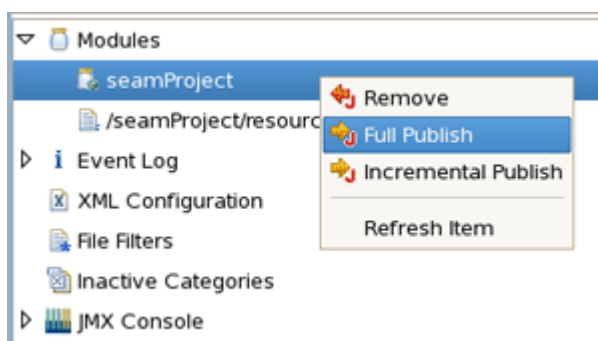 Modules
seamProject
Remove
/seamProject/resourc
Full Publish
i Event Log
Incremental Publish
XML Configuration
File Filters
Refresh Item
Inactive Categories
JMX Console